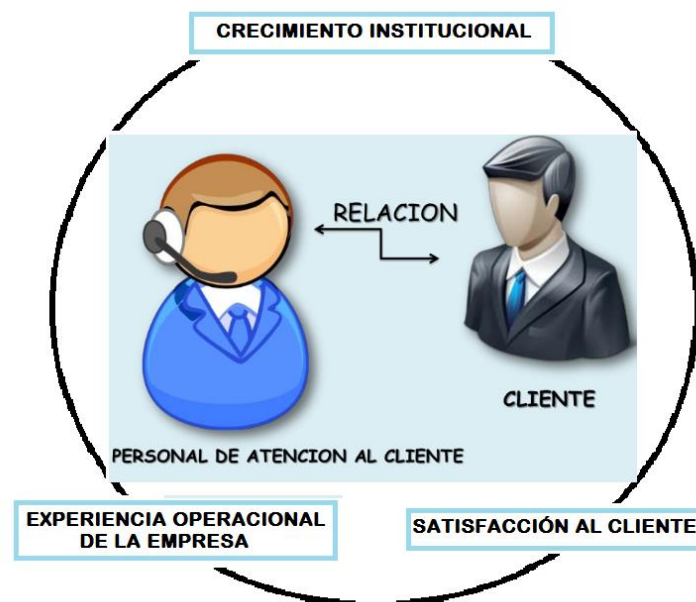 CRECIMIENTO INSTITUCIONAL
RELACION
CLIENTE
PERSONAL DE ATENCION AL CLIENTE
EXPERIENCIA OPERACIONAL
DE LA EMPRESA
SATISFACCIÓN AL CLIENTE